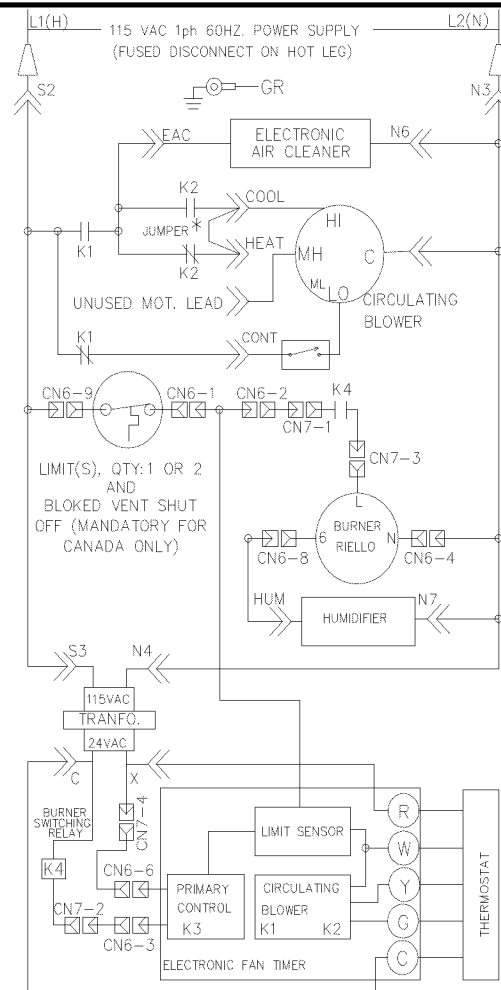 L1(H)
115 VAC 1ph 60HZ. POWER SUPPLY
L2(N)
(FUSED DISCONNECT ON HOT LEG)
S2
GR
N3
EAC
ELECTRONIC
AIR CLEANER
N6
K2
COOL
HI
JUMPER *
K1
HEAT
MH
C
K2
ML
LO
UNUSED MOT. LEAD
CIRCULATING
BLOWER
K1
CONT
CN6-9
CN6-1
CN6-2
K4
CN7-1
CN7-3
LIMIT(S), QTY: 1 OR 2
AND
BLOKED VENT SHUT
OFF (MANDATORY FOR
CANADA ONLY)
L
BURNER
RIELLO
6
N
CN6-8
CN6-4
HUM
HUMIDIFIER
N7
S3
N4
115VAC
TRANFO.
24VAC
C
X
BURNER
SWITCHING
RELAY
CN7-4
R
LIMIT SENSOR
W
K4
CN6-6
PRIMARY
CONTROL
K3
CIRCULATING
BLOWER
K1
K2
Y
THERMOSTAT
CN7-2
CN6-3
G
ELECTRONIC FAN TIMER
C